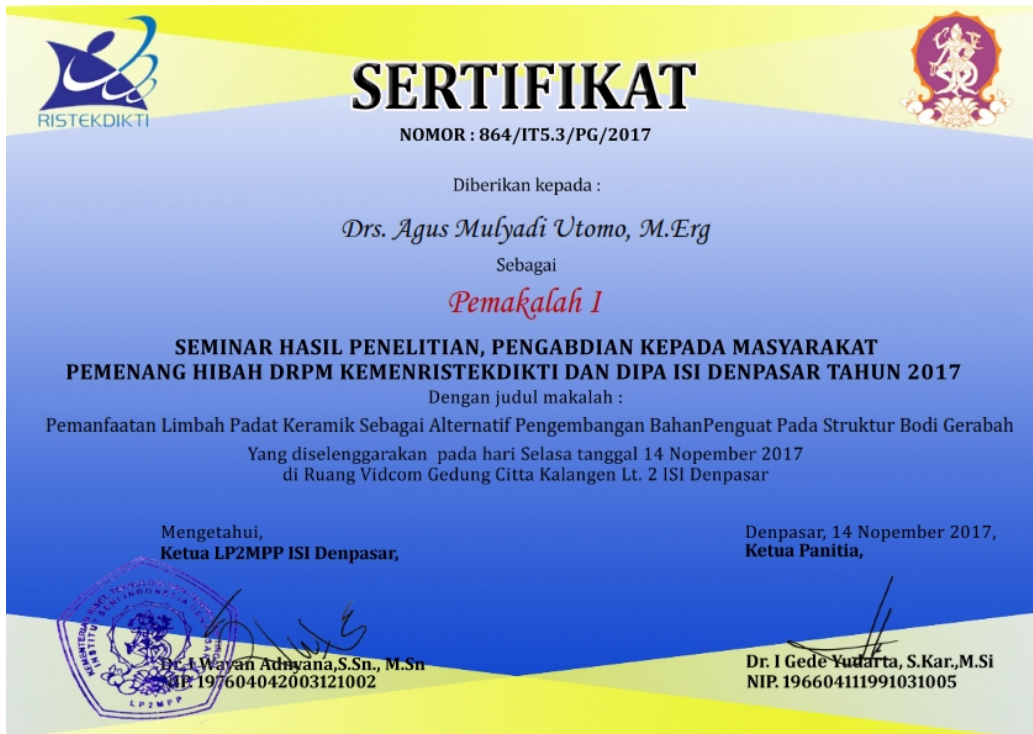 RISTEKDIKTI
SERTIFIKAT
NOMOR : 864/IT5.3/PG/2017
Diberikan kepada :
Drs. Agus Mulyadi Utomo, M.Erg
Sebagai
Pemakalah I
SEMINAR HASIL PENELITIAN, PENGABDIAN KEPADA MASYARAKAT
PEMENANG HIBAH DRPM KEMENRISTEKDIKTI DAN DIPA ISI DENPASAR TAHUN 2017
Dengan judul makalah :
Pemanfaatan Limbah Padat Keramik Sebagai Alternatif Pengembangan BahanPenguat Pada Struktur Bodi Gerabah
Yang diselenggarakan pada hari Selasa tanggal 14 Nopember 2017
di Ruang Vidcom Gedung Citta Kalangen Lt. 2 ISI Denpasar
Mengetahui,
Ketua LP2MPP ISI Denpasar,
Dr. I Wayan Adnyana,S.Sn., M.Sn
NIP. 197604042003121002
LP2MPP
Denpasar, 14 Nopember 2017,
Ketua Panitia,
Dr. I Gede Yudarta, S.Kar.,M.Si
NIP. 196604111991031005